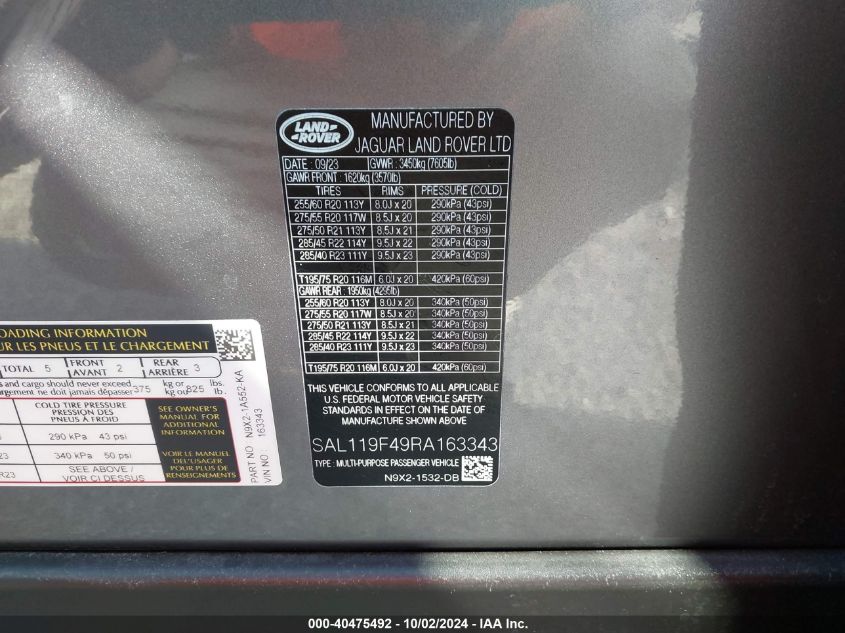 LAND-
-ROVER
MANUFACTURED BY
JAGUAR LAND ROVER LTD
DATE : 09/23 GVWR : 3450kg (7605lb)
GAWR FRONT : 1620kg (3570lb)
TIRES RIMS PRESSURE (COLD)
255/60 R20 113Y 8.0J x 20 290kPa (43psi)
275/55 R20 117W 8.5J x 20 290kPa (43psi)
275/50 R21 113Y 8.5J x 21 290kPa (43psi)
285/45 R22 114Y 9.5J x 22 290kPa (43psi)
285/40 R23 111Y 9.5J x 23 290kPa (43psi)
T195/75 R20 116M 6.0J x 20 420kPa (60psi)
GAWR REAR : 1950kg (4295lb)
255/60 R20 113Y 8.0J x 20 340kPa (50psi)
275/55 R20 117W 8.5J x 20 340kPa (50psi)
275/50 R21 113Y 8.5J x 21 340kPa (50psi)
285/45 R22 114Y 9.5J x 22 340kPa (50psi)
285/40 R23 111Y 9.5J x 23 340kPa (50psi)
T195/75 R20 116M 6.0J x 20 420kPa (60psi)
THIS VEHICLE CONFORMS TO ALL APPLICABLE
U.S. FEDERAL MOTOR VEHICLE SAFETY
STANDARDS IN EFFECT ON THE DATE OF
MANUFACTURE SHOWN ABOVE
SAL119F49RA163343
TYPE : MULTI-PURPOSE PASSENGER VEHICLE
N9X2-1532-DB
OADING INFORMATION
UR LES PNEUS ET LE CHARGEMENT
TOTAL 5 FRONT AVANT 2 REAR ARRIÈRE 3
s and cargo should never exceed 375 kg or 825 lbs.
rgement ne doit jamais dépasser kg ou lb.
COLD TIRE PRESSURE
PRESSION DES
PNEUS À FROID
290 kPa 43 psi
23 340 kPa 50 psi
R23 SEE ABOVE /
VOIR CI DESSUS
SEE OWNER'S
MANUAL FOR
ADDITIONAL
INFORMATION
VOIR LE MANUEL
DE L'USAGER
POUR PLUS DE
RENSEIGNEMENTS
PART NO N9X2-1A552-KA
VIN NO 163343
000-40475492 - 10/02/2024 - IAA Inc.